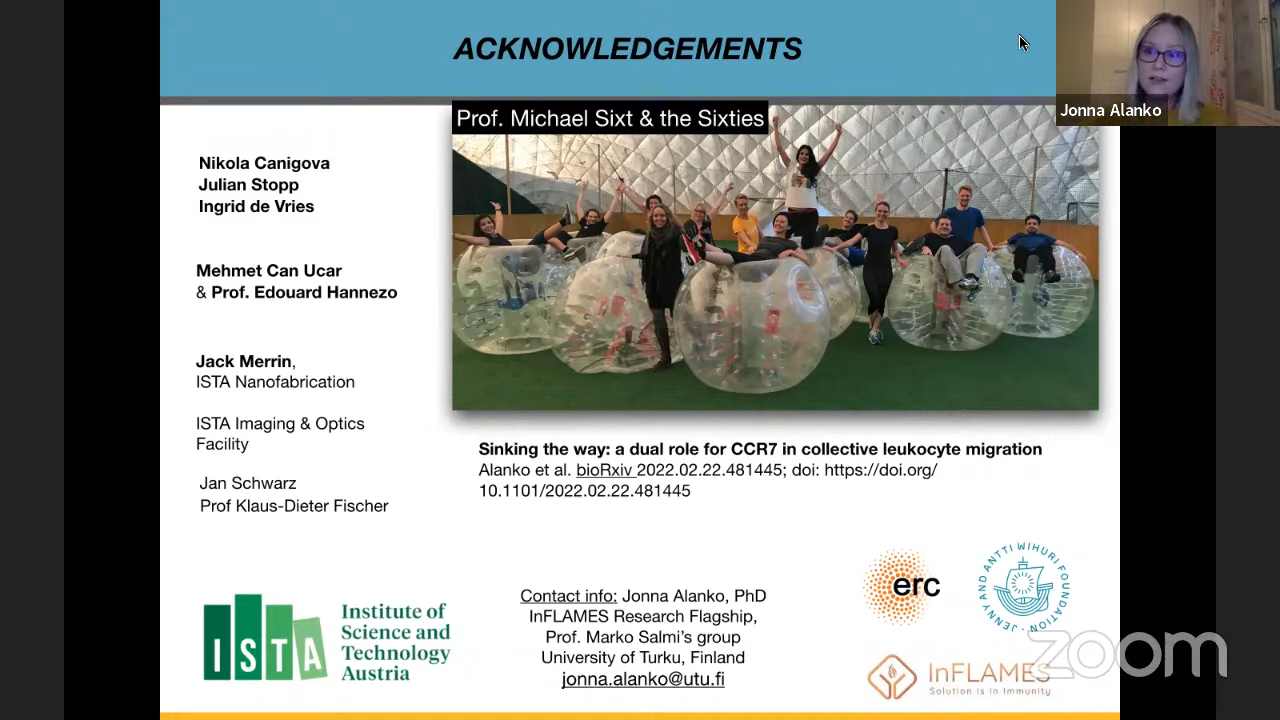 ACKNOWLEDGEMENTS
Jonna Alanko
Prof. Michael Sixt & the Sixties
Nikola Canigova
Julian Stopp
Ingrid de Vries
Mehmet Can Ucar
& Prof. Edouard Hannezo
Jack Merrin,
ISTA Nanofabrication
ISTA Imaging & Optics
Facility
Jan Schwarz
Prof Klaus-Dieter Fischer
Sinking the way: a dual role for CCR7 in collective leukocyte migration
Alanko et al. bioRxiv 2022.02.22.481445; doi: https://doi.org/
10.1101/2022.02.22.481445
ISTA
Institute of
Science and
Technology
Austria
Contact info: Jonna Alanko, PhD
InFLAMES Research Flagship,
Prof. Marko Salmi's group
University of Turku, Finland
jonna.alanko@utu.fi
erc
JENNY AND ANTTI WIHURI FOUNDATION
InFLAMES
Solution is in Immunity
zoom